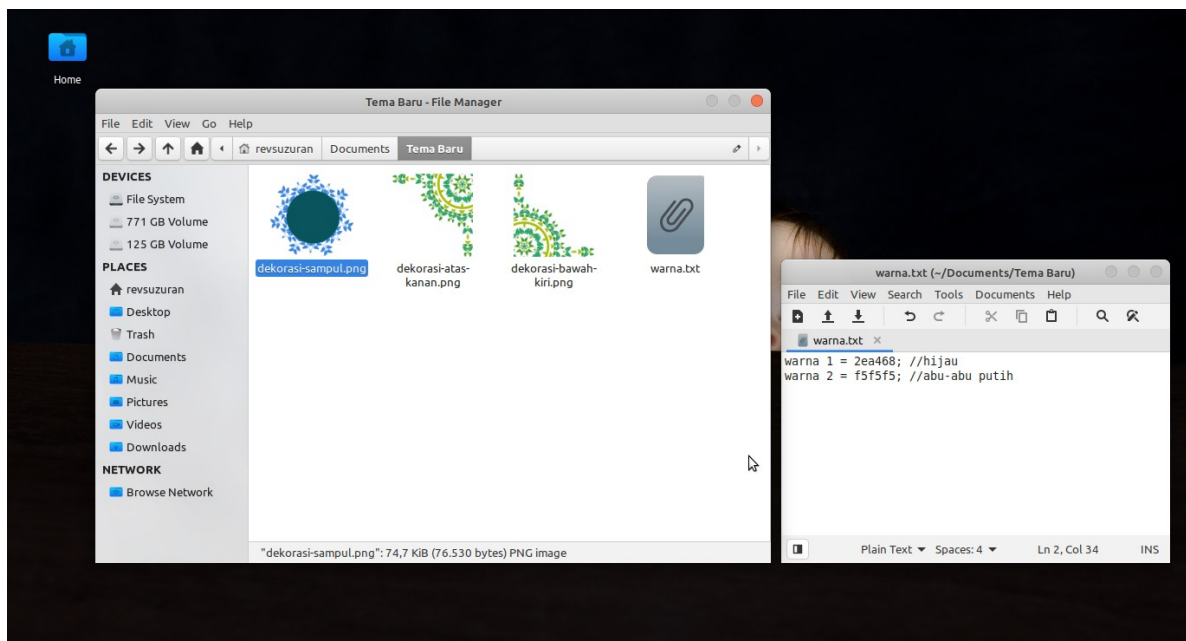 Home
Tema Baru - File Manager
File Edit View Go Help
revsuzuran Documents Tema Baru
DEVICES
File System
771 GB Volume
125 GB Volume
PLACES
revsuzuran
Desktop
Trash
Documents
Music
Pictures
Videos
Downloads
NETWORK
Browse Network
dekorasi-sampul.png
dekorasi-atas-
kanan.png
dekorasi-bawah-
kiri.png
warna.txt
"dekorasi-sampul.png": 74,7 KiB (76.530 bytes) PNG image
warna.txt (~/Documents/Tema Baru)
File Edit View Search Tools Documents Help
warna.txt
warna 1 = 2ea468; //hijau
warna 2 = f5f5f5; //abu-abu putih
Plain Text Spaces: 4 Ln 2, Col 34 INS